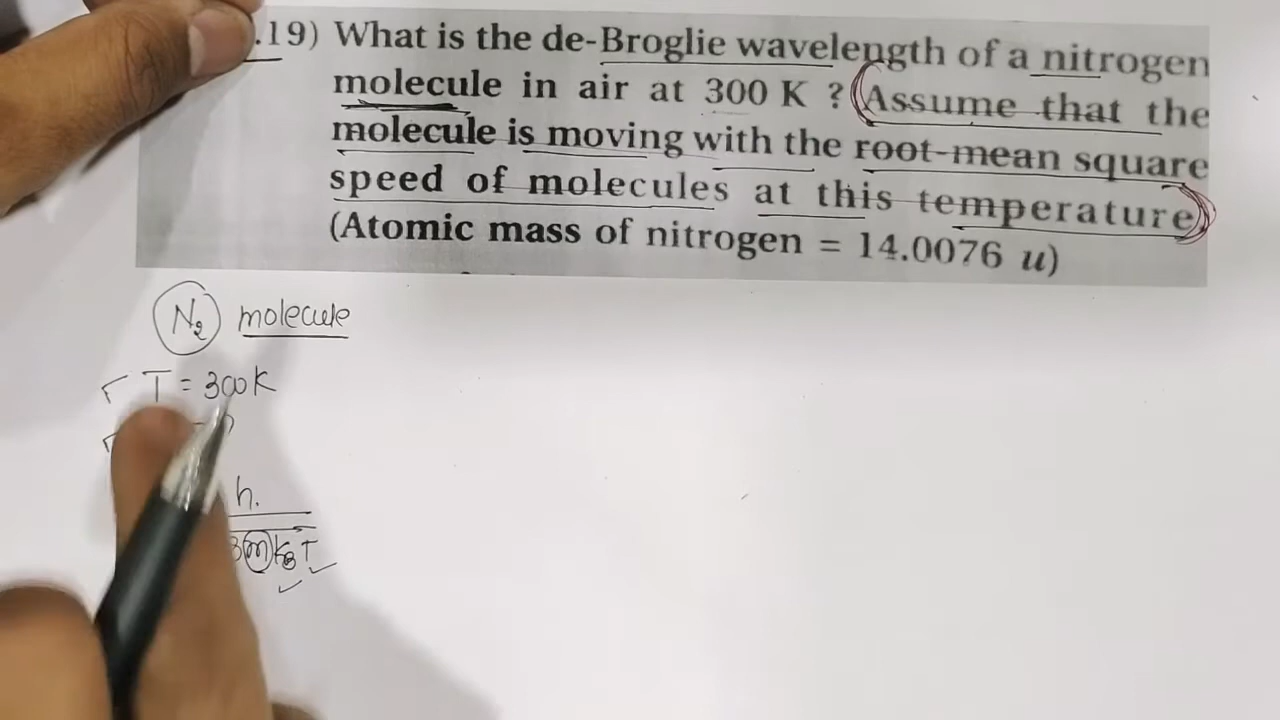 .19) What is the de-Broglie wavelength of a nitrogen
molecule in air at 300 K ? (Assume that the
molecule is moving with the root-mean square
speed of molecules at this temperature)
(Atomic mass of nitrogen = 14.0076 u)
N₂ molecule
T = 300K
h.
3mk_BT